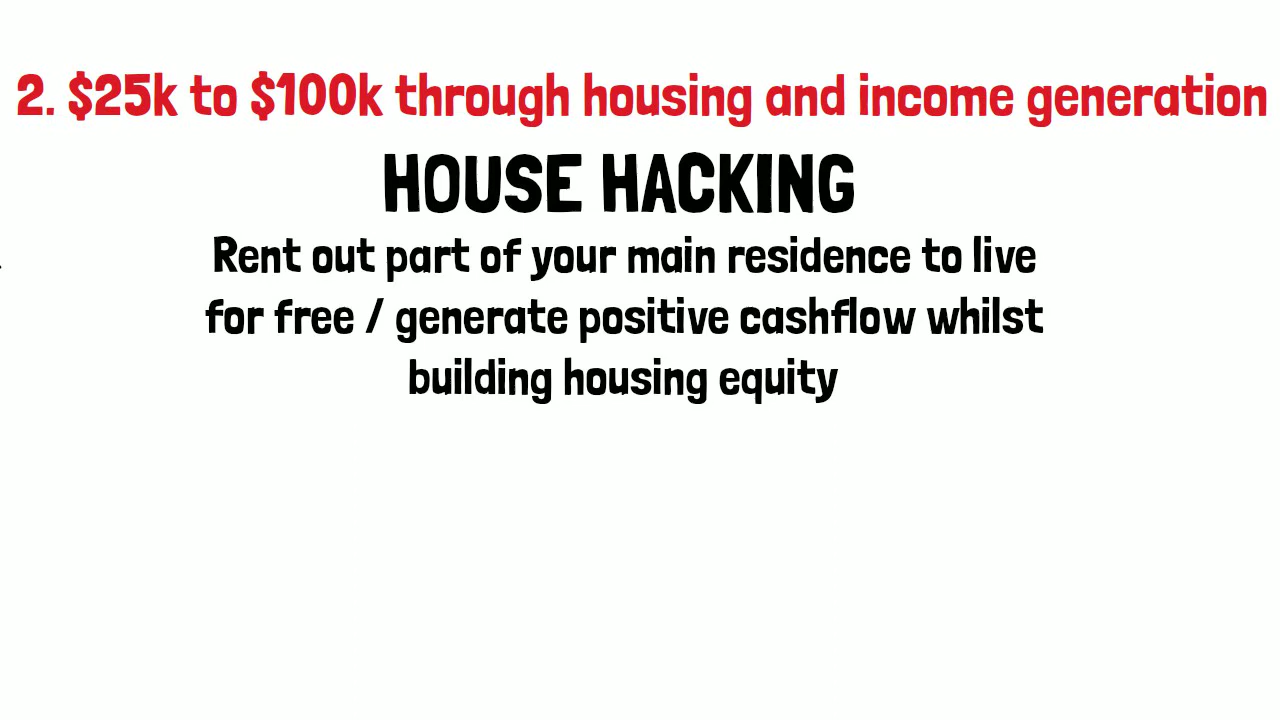 2. $25k to $100k through housing and income generation
HOUSE HACKING
Rent out part of your main residence to live
for free / generate positive cashflow whilst
building housing equity